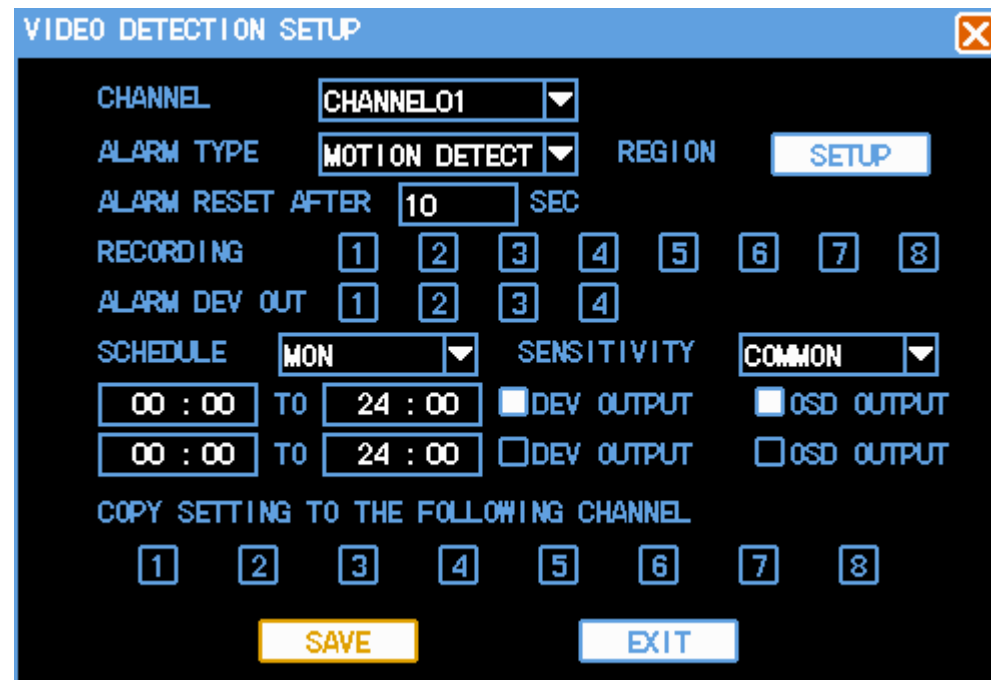 VIDEO DETECTION SETUP
CHANNEL CHANNEL01
ALARM TYPE MOTION DETECT REGION SETUP
ALARM RESET AFTER 10 SEC
RECORDING 1 2 3 4 5 6 7 8
ALARM DEV OUT 1 2 3 4
SCHEDULE MON SENSITIVITY COMMON
00 : 00 TO 24 : 00 DEV OUTPUT OSD OUTPUT
00 : 00 TO 24 : 00 DEV OUTPUT OSD OUTPUT
COPY SETTING TO THE FOLLOWING CHANNEL
1 2 3 4 5 6 7 8
SAVE EXIT